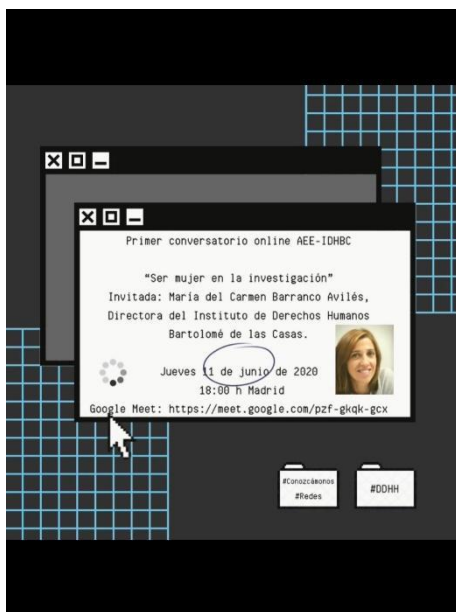 Primer conversatorio online AEE-IDHBC
"Ser mujer en la investigación"
Invitada: María del Carmen Barranco Avilés,
Directora del Instituto de Derechos Humanos
Bartolomé de las Casas.
Jueves 11 de junio de 2020
18:00 h Madrid
Google Meet: https://meet.google.com/pzf-gkqk-gcx
#Conozcámonos
#Redes
#DDHH